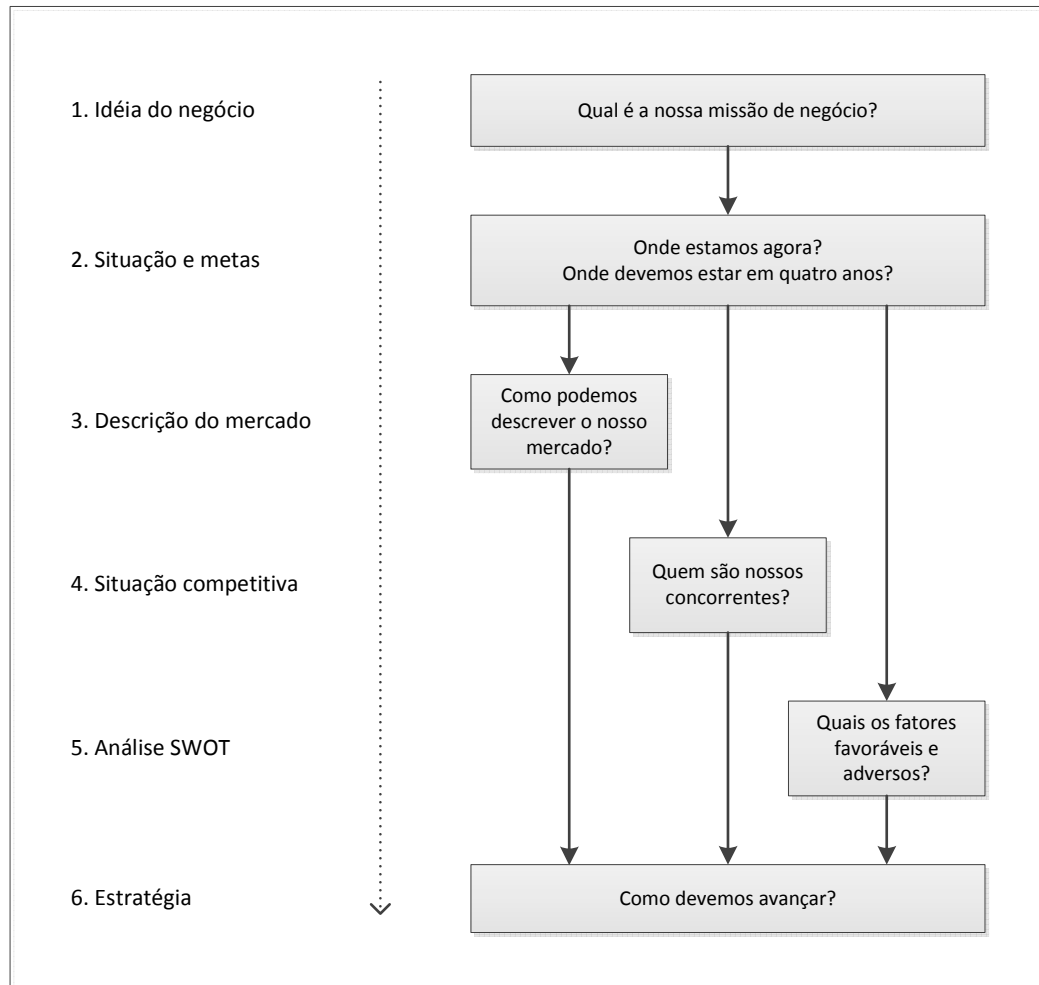 1. Idéia do negócio
Qual é a nossa missão de negócio?
2. Situação e metas
Onde estamos agora?
Onde devemos estar em quatro anos?
3. Descrição do mercado
Como podemos
descrever o nosso
mercado?
4. Situação competitiva
Quem são nossos
concorrentes?
5. Análise SWOT
Quais os fatores
favoráveis e
adversos?
6. Estratégia
Como devemos avançar?